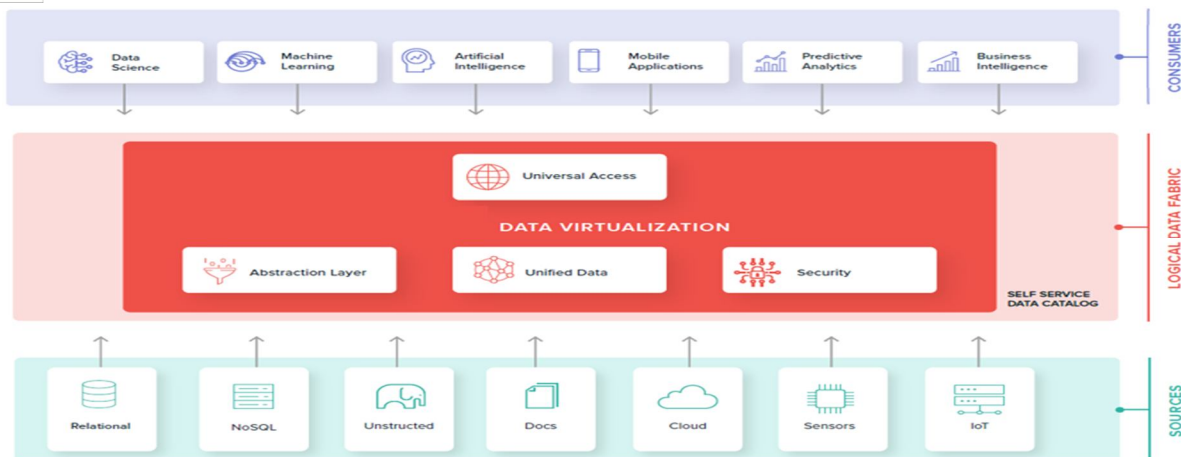 Data
Science
Machine
Learning
Artificial
Intelligence
Mobile
Applications
Predictive
Analytics
Business
Intelligence
CONSUMERS
Universal Access
DATA VIRTUALIZATION
Abstraction Layer
Unified Data
Security
SELF SERVICE
DATA CATALOG
LOGICAL DATA FABRIC
Relational
NoSQL
Unstructed
Docs
Cloud
Sensors
IoT
SOURCES